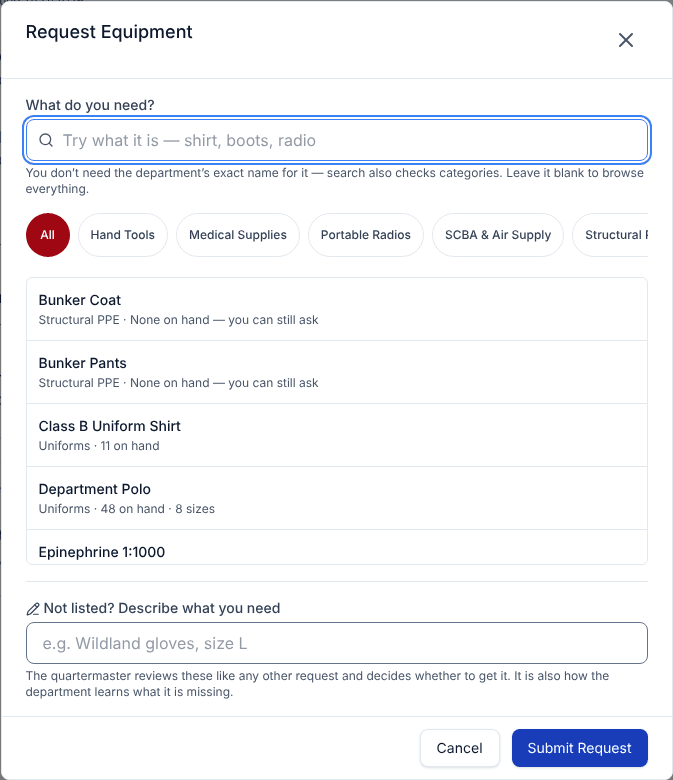 Request Equipment
What do you need?
Try what it is — shirt, boots, radio
You don’t need the department’s exact name for it — search also checks categories. Leave it blank to browse
everything.
All
Hand Tools
Medical Supplies
Portable Radios
SCBA & Air Supply
Structural
Bunker Coat
Structural PPE · None on hand — you can still ask
Bunker Pants
Structural PPE · None on hand — you can still ask
Class B Uniform Shirt
Uniforms · 11 on hand
Department Polo
Uniforms · 48 on hand · 8 sizes
Epinephrine 1:1000
Not listed? Describe what you need
e.g. Wildland gloves, size L
The quartermaster reviews these like any other request and decides whether to get it. It is also how the
department learns what it is missing.
Cancel
Submit Request